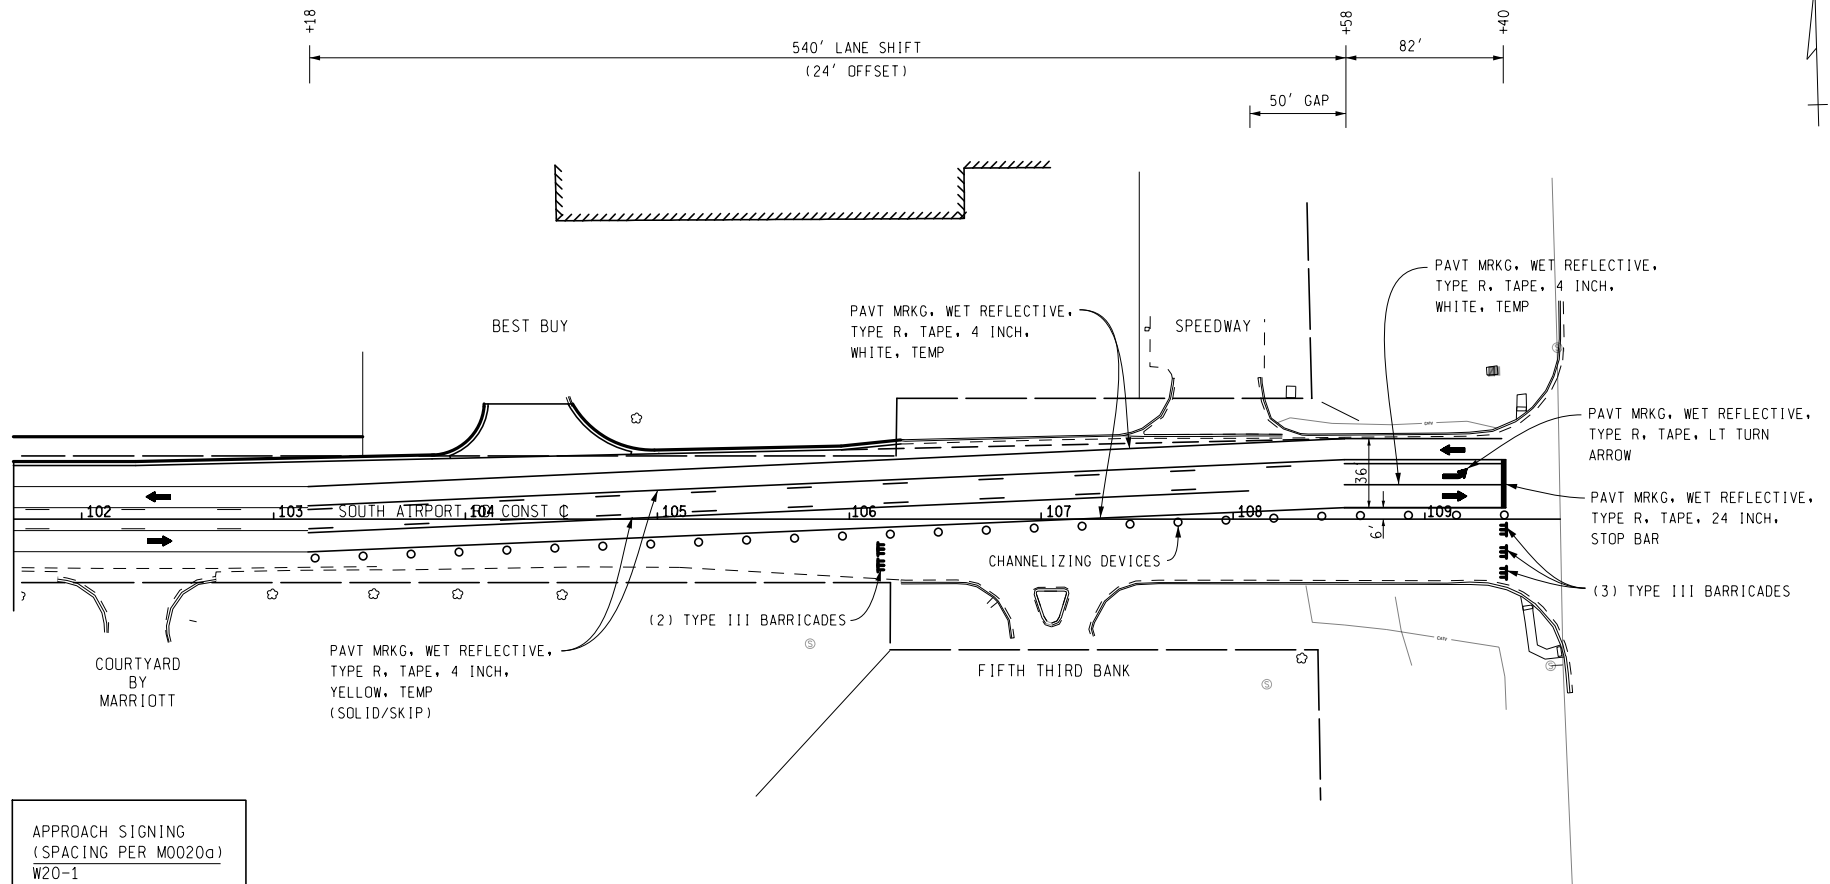 +18
+58
+40
540' LANE SHIFT
(24' OFFSET)
82'
50' GAP
PAVT MRKG, WET REFLECTIVE,
TYPE R, TAPE, 4 INCH,
WHITE, TEMP
BEST BUY
PAVT MRKG, WET REFLECTIVE,
TYPE R, TAPE, 4 INCH,
WHITE, TEMP
SPEEDWAY
PAVT MRKG, WET REFLECTIVE,
TYPE R, TAPE, LT TURN
ARROW
36'
102
103
SOUTH AIRPORT RD CONST ℄
104
105
106
107
108
109
6'
PAVT MRKG, WET REFLECTIVE,
TYPE R, TAPE, 24 INCH,
STOP BAR
CHANNELIZING DEVICES
(3) TYPE III BARRICADES
(2) TYPE III BARRICADES
COURTYARD
BY
MARRIOTT
PAVT MRKG, WET REFLECTIVE,
TYPE R, TAPE, 4 INCH,
YELLOW, TEMP
(SOLID/SKIP)
FIFTH THIRD BANK
S
S
S
S
APPROACH SIGNING
(SPACING PER M0020a)
W20-1